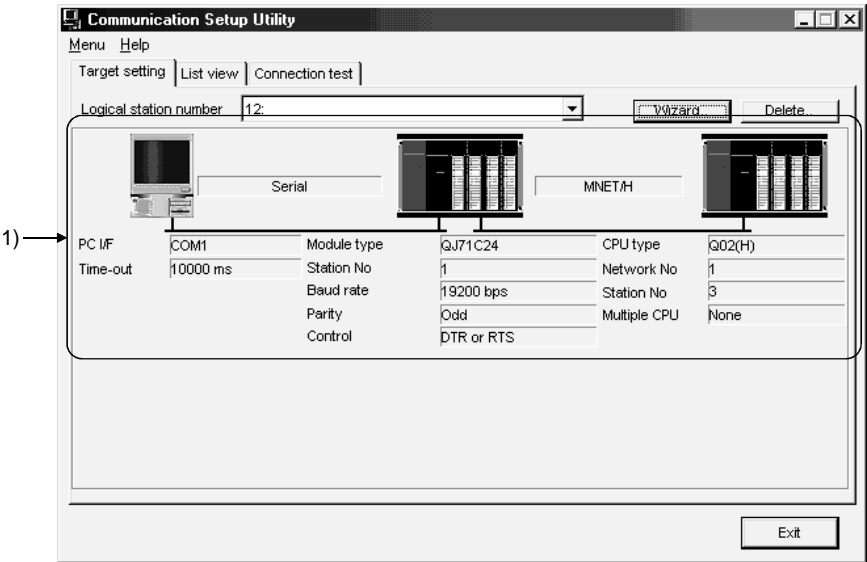 Communication Setup Utility
Menu Help
Target setting List view Connection test
Logical station number 12: Wizard... Delete...
Serial MNET/H
1)
PC I/F COM1 Module type QJ71C24 CPU type Q02(H)
Time-out 10000 ms Station No 1 Network No 1
Baud rate 19200 bps Station No 3
Parity Odd Multiple CPU None
Control DTR or RTS
Exit